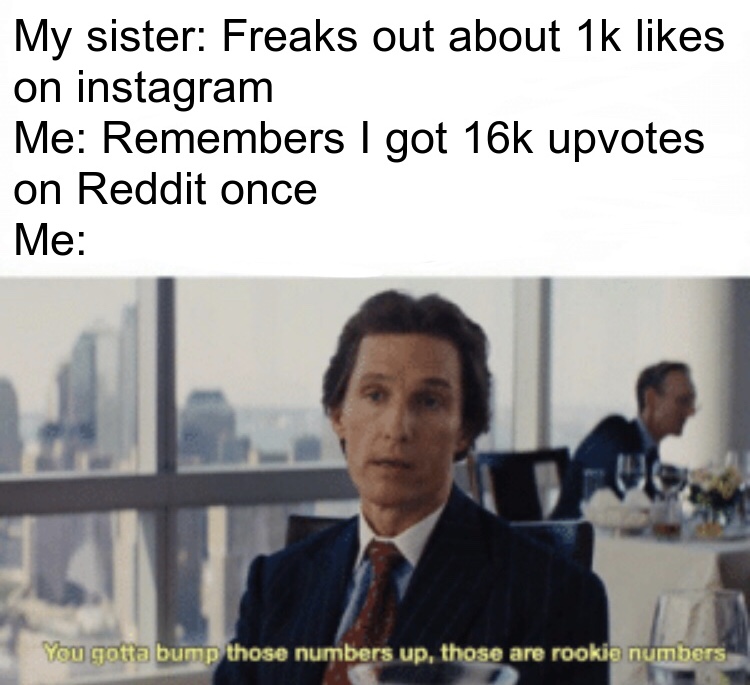 My sister: Freaks out about 1k likes
on instagram
Me: Remembers I got 16k upvotes
on Reddit once
Me:
You gotta bump those numbers up, those are rookie numbers